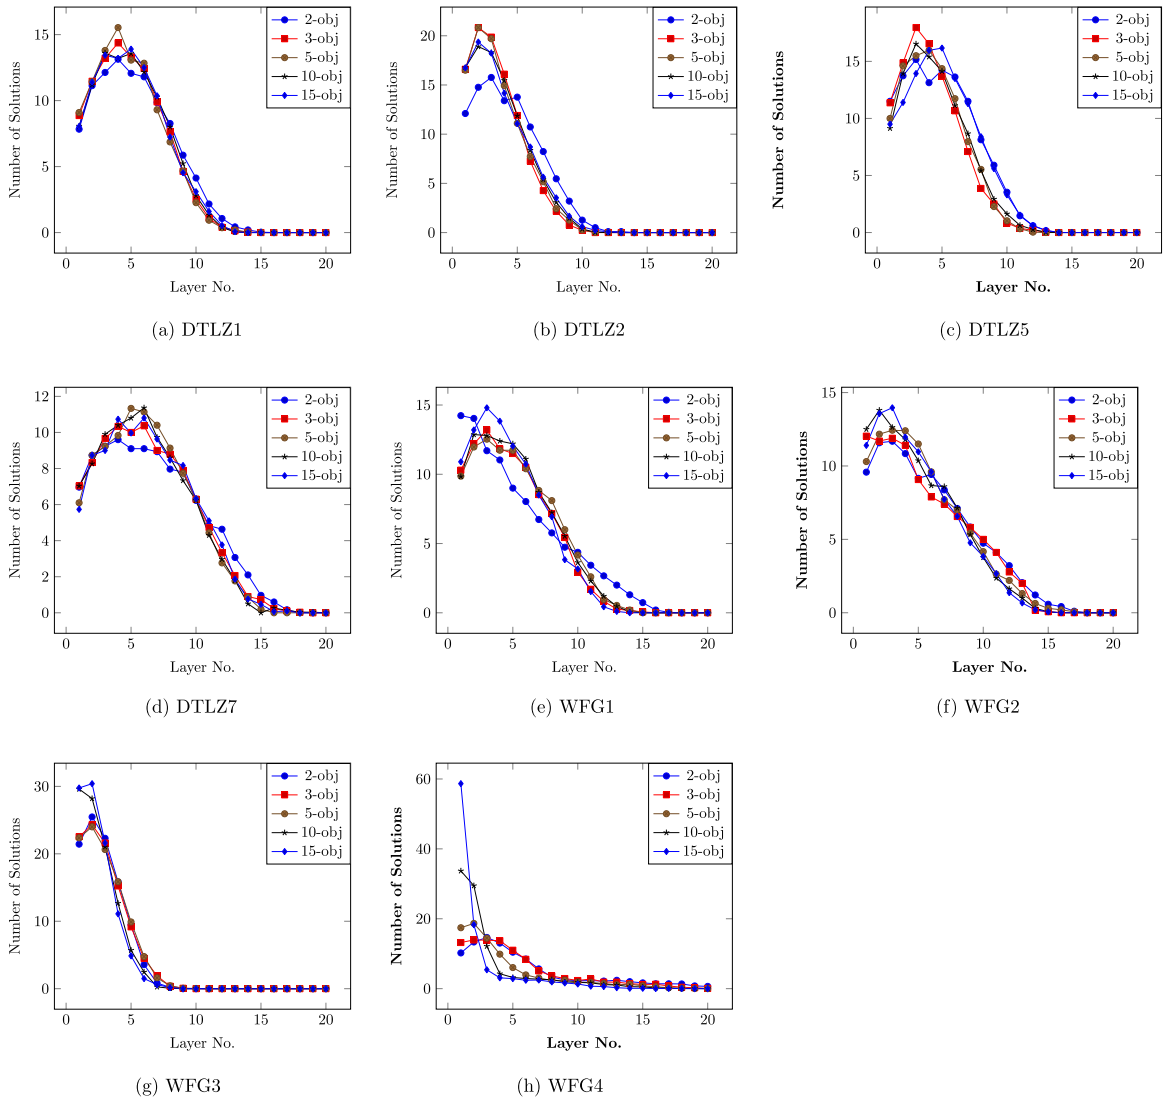 2-obj
3-obj
5-obj
10-obj
15-obj
Number of Solutions
0
5
10
15
0
5
10
15
20
Layer No.
(a) DTLZ1
2-obj
3-obj
5-obj
10-obj
15-obj
Number of Solutions
0
5
10
15
20
0
5
10
15
20
Layer No.
(b) DTLZ2
2-obj
3-obj
5-obj
10-obj
15-obj
Number of Solutions
0
5
10
15
0
5
10
15
20
Layer No.
(c) DTLZ5
2-obj
3-obj
5-obj
10-obj
15-obj
Number of Solutions
0
2
4
6
8
10
12
0
5
10
15
20
Layer No.
(d) DTLZ7
2-obj
3-obj
5-obj
10-obj
15-obj
Number of Solutions
0
5
10
15
0
5
10
15
20
Layer No.
(e) WFG1
2-obj
3-obj
5-obj
10-obj
15-obj
Number of Solutions
0
5
10
15
0
5
10
15
20
Layer No.
(f) WFG2
2-obj
3-obj
5-obj
10-obj
15-obj
Number of Solutions
0
10
20
30
0
5
10
15
20
Layer No.
(g) WFG3
2-obj
3-obj
5-obj
10-obj
15-obj
Number of Solutions
0
20
40
60
0
5
10
15
20
Layer No.
(h) WFG4